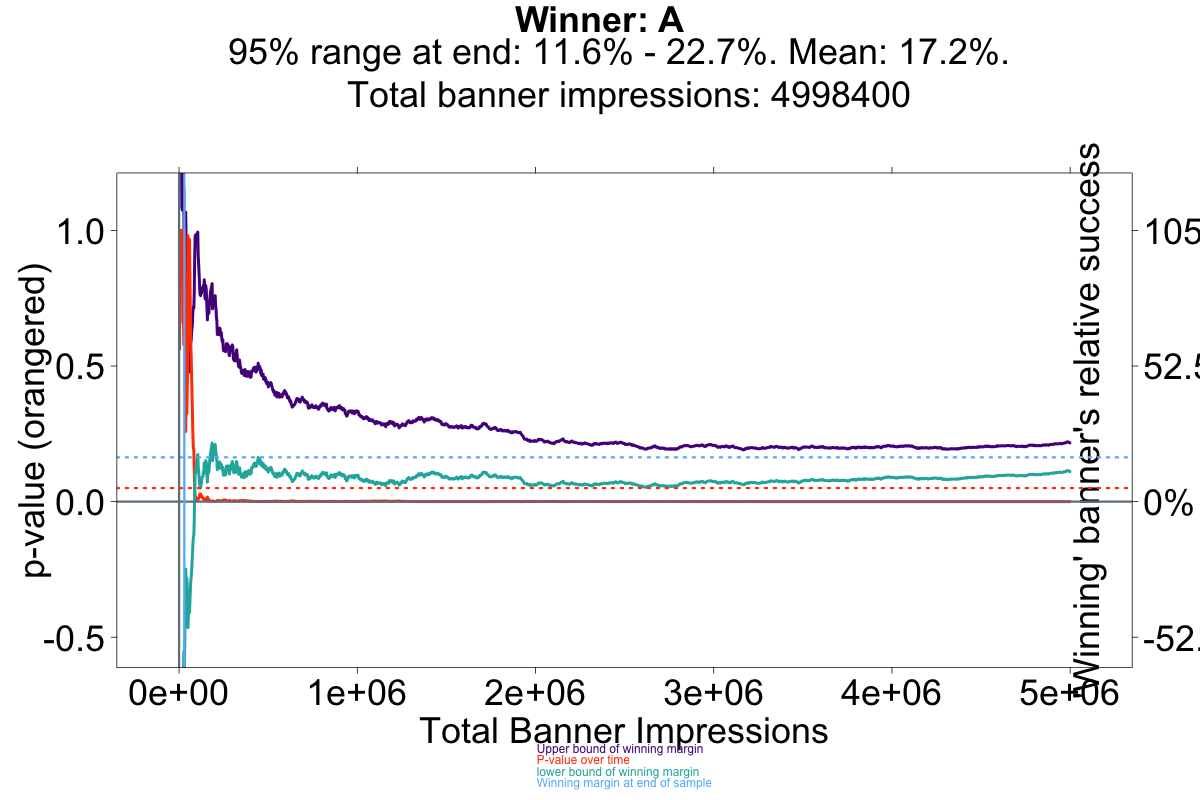 Winner: A
95% range at end: 11.6% - 22.7%. Mean: 17.2%.
Total banner impressions: 4998400
p-value (orangered)
1.0
0.5
0.0
-0.5
105
52.5
0%
-52.
'Winning' banner's relative success
0e+00 1e+06 2e+06 3e+06 4e+06 5e+06
Total Banner Impressions
Upper bound of winning margin
P-value over time
lower bound of winning margin
Winning margin at end of sample